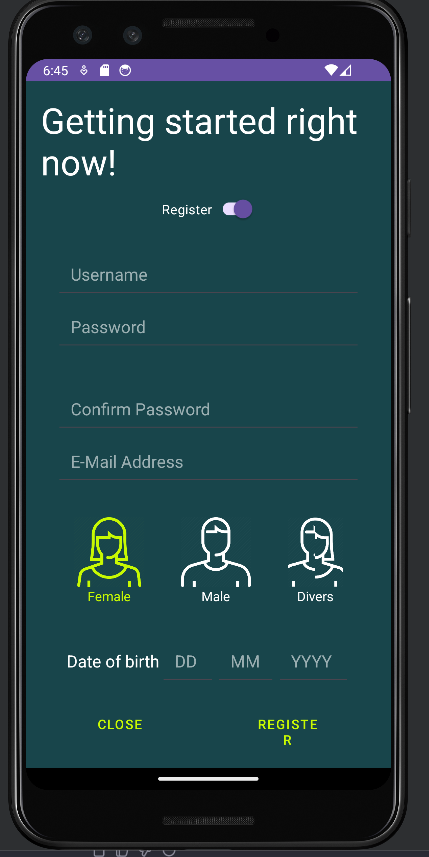 6:45
Getting started right
now!
Register
Username
Password
Confirm Password
E-Mail Address
Female Male Divers
Date of birth DD MM YYYY
CLOSE REGISTE
R